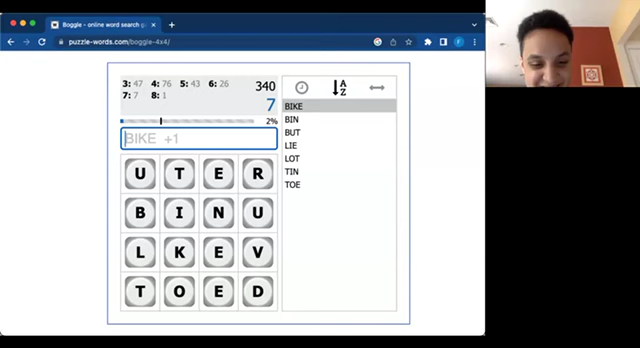 Boggle - online word search g
puzzle-words.com/boggle-4x4/
3: 47 4: 76 5: 43 6: 26
7: 7 8: 1
340
7
2%
BIKE +1
U T E R
B I N U
L K E V
T O E D
A Z
BIKE
BIN
BUT
LIE
LOT
TIN
TOE